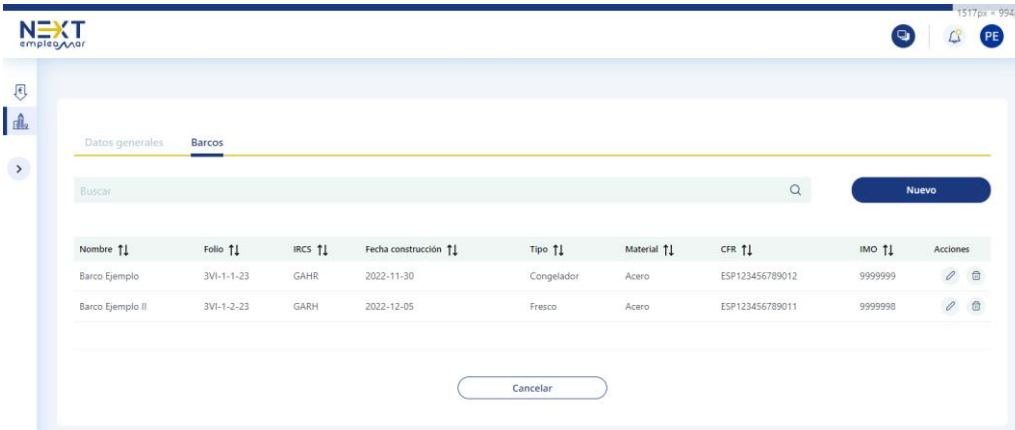 1517px × 994
NEXT
empleamar
PE
Datos generales Barcos
Buscar Nuevo
Nombre Folio IRCS Fecha construcción Tipo Material CFR IMO Acciones
Barco Ejemplo 3VI-1-1-23 GAHR 2022-11-30 Congelador Acero ESP123456789012 9999999
Barco Ejemplo II 3VI-1-2-23 GARH 2022-12-05 Fresco Acero ESP123456789011 9999998
Cancelar